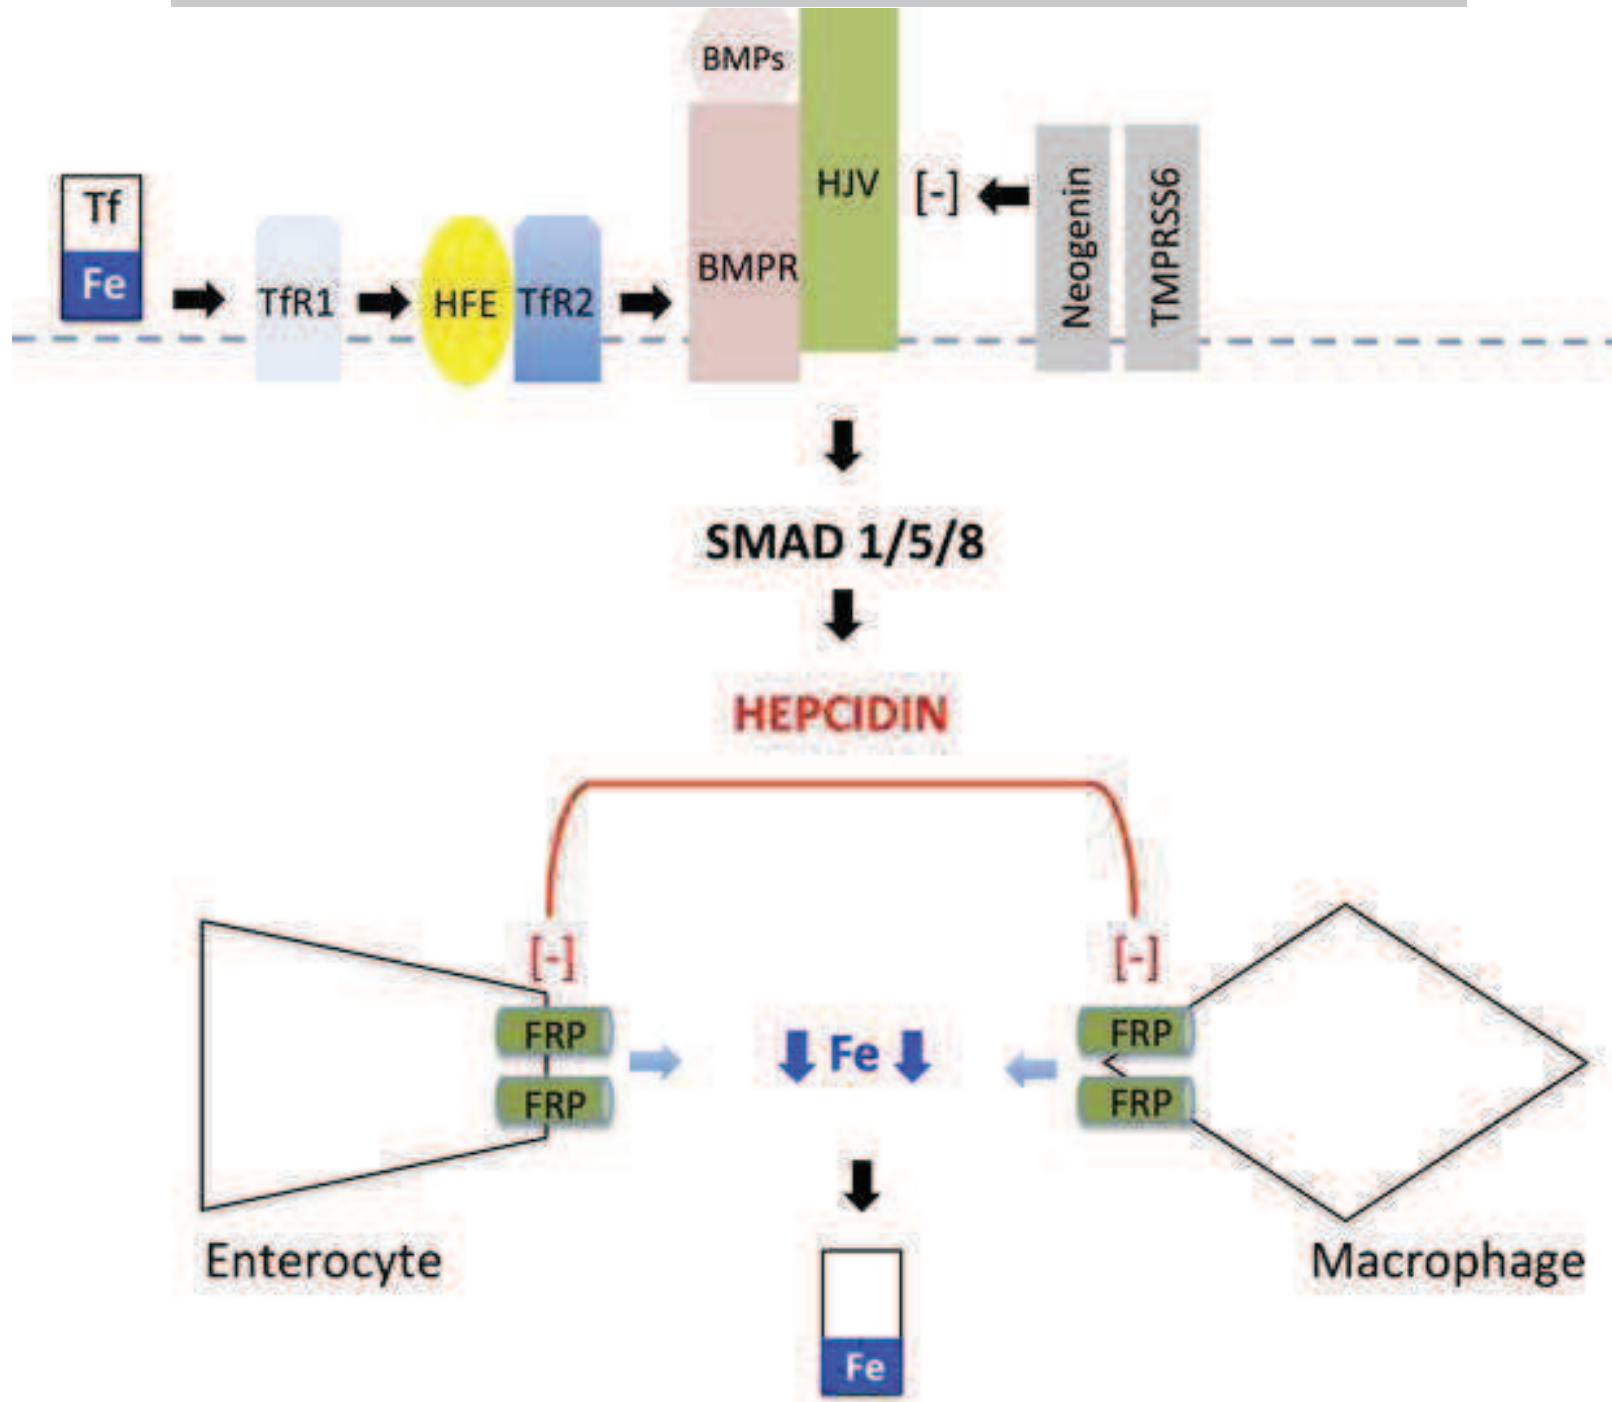 BMPs
HJV
[-]
BMPR
Neogenin
TMPRSS6
Tf
Fe
TfR1
HFE
TfR2
SMAD 1/5/8
HEPCIDIN
[-]
[-]
FRP
FRP
Fe
FRP
FRP
Enterocyte
Macrophage
Fe